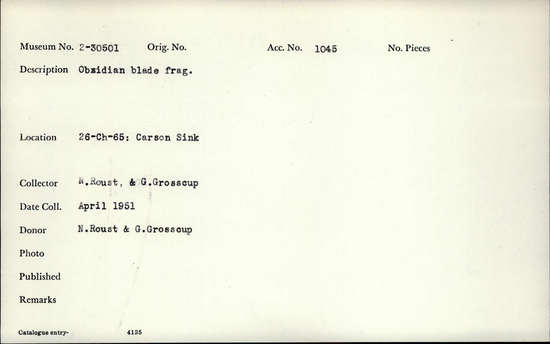 Museum No. 2-30501 Orig. No. Acc. No. 1045 No. Pieces
Description Obsidian blade frag.
Location 26-Ch-65: Carson Sink
Collector N.Roust, & G.Grosscup
Date Coll. April 1951
Donor N.Roust & G.Grosscup
Photo
Published
Remarks
Catalogue entry- 4125